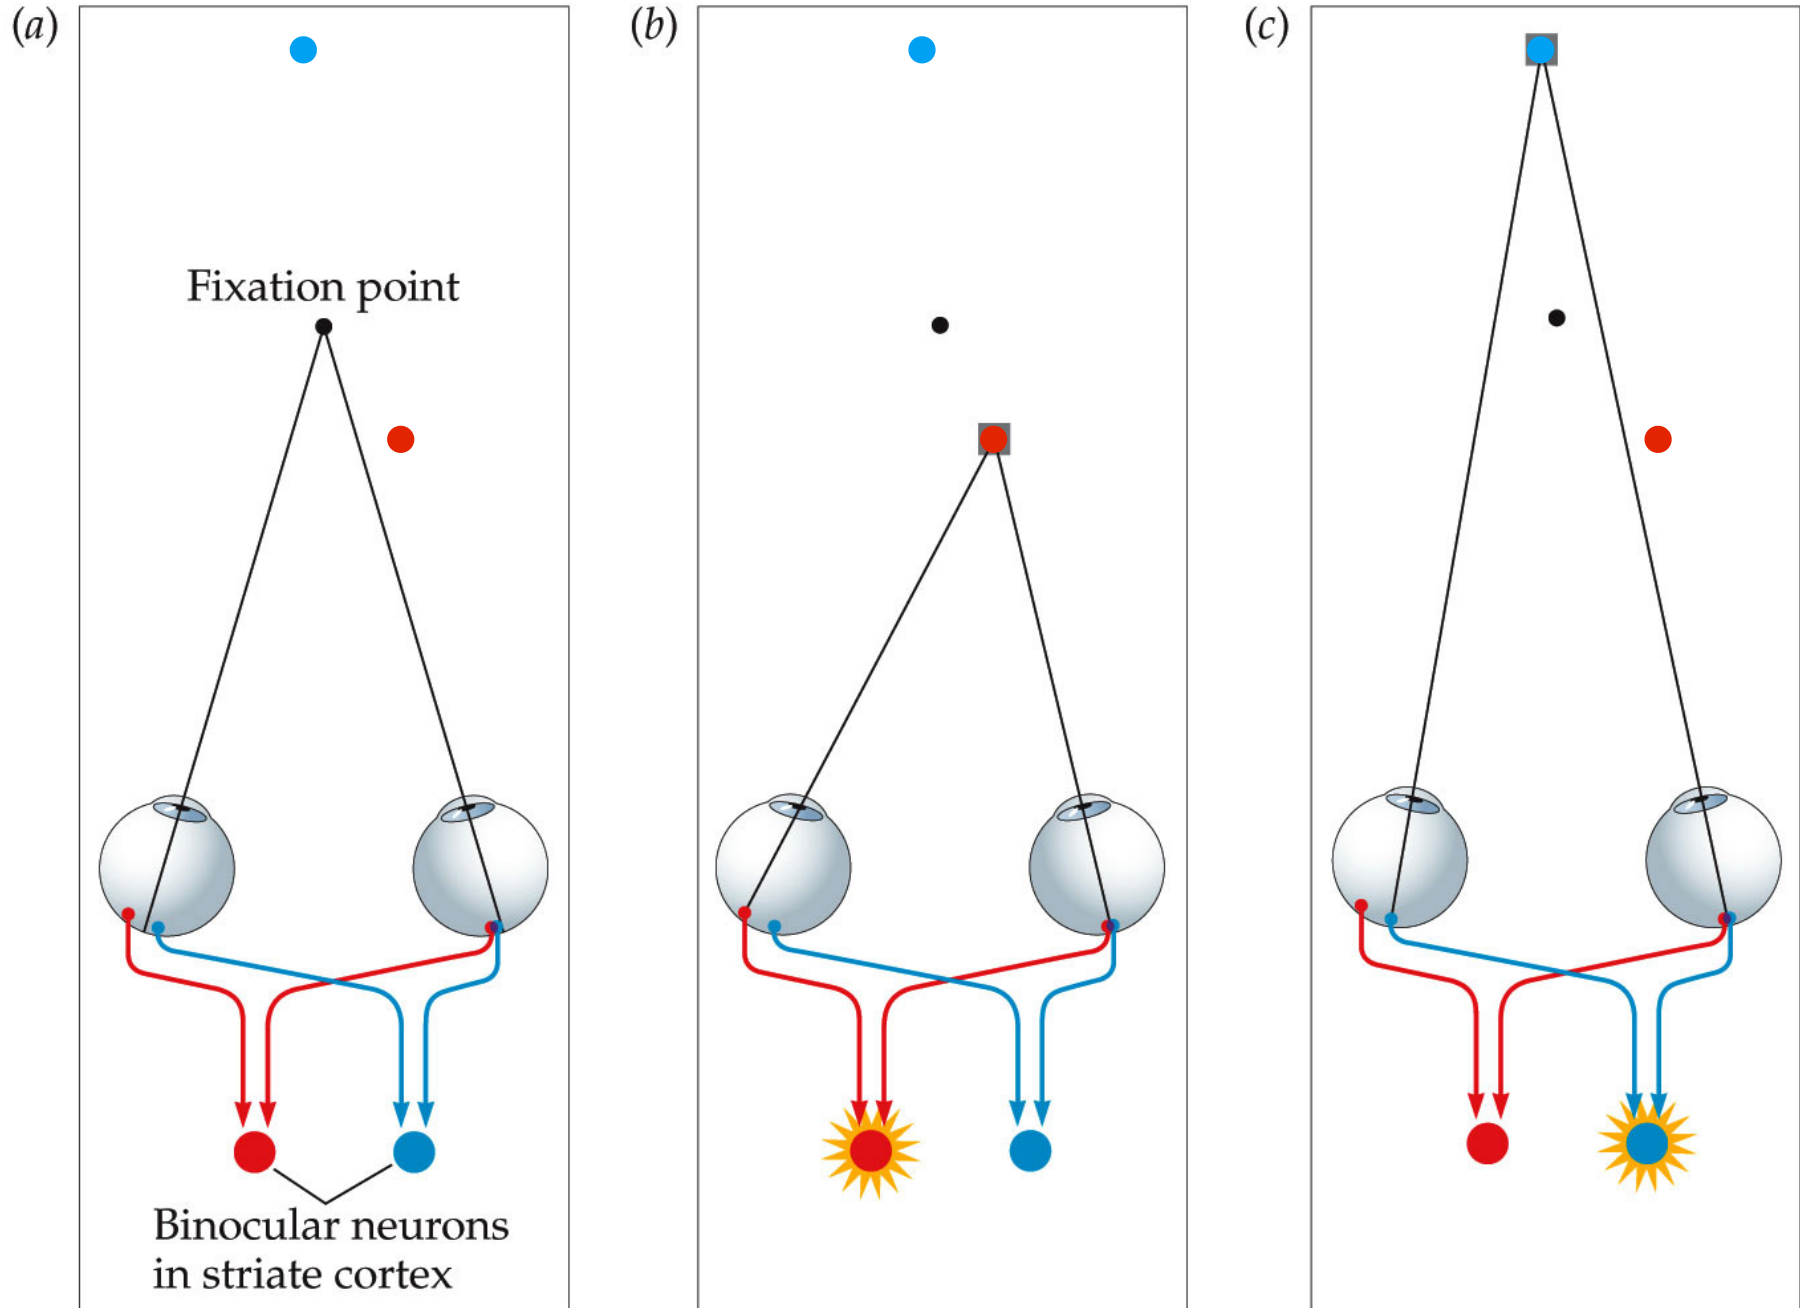 (a)
(b)
(c)
Fixation point
Binocular neurons
in striate cortex